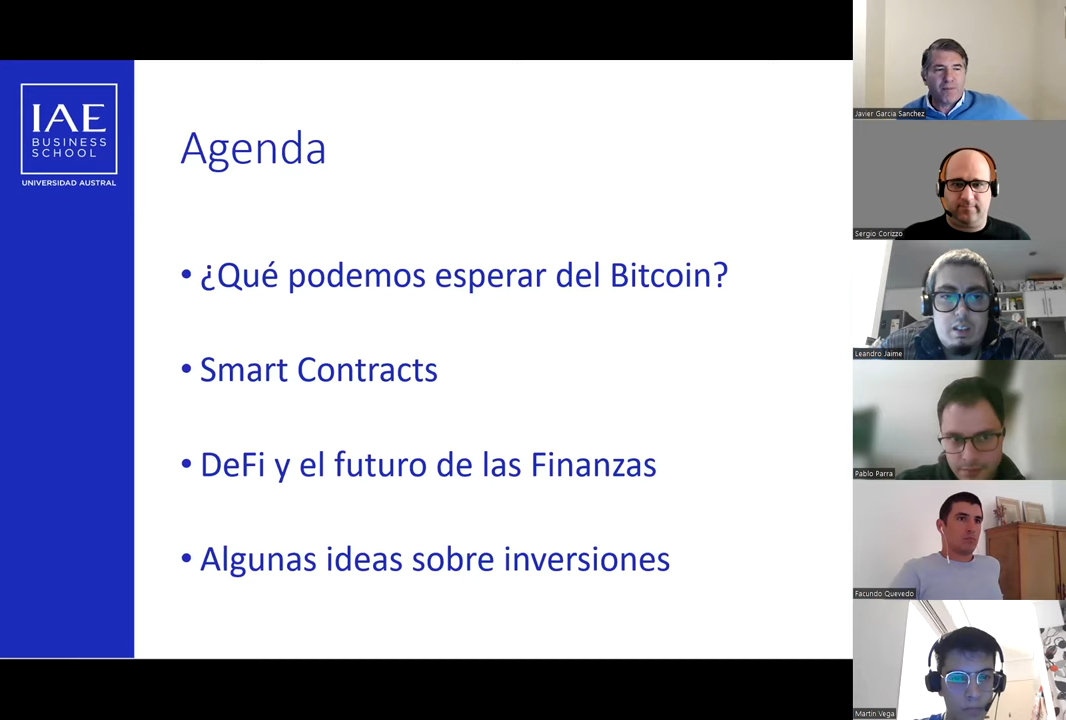 IAE
BUSINESS
SCHOOL
UNIVERSIDAD AUSTRAL
Agenda
• ¿Qué podemos esperar del Bitcoin?
• Smart Contracts
• DeFi y el futuro de las Finanzas
• Algunas ideas sobre inversiones
Javier García Sanchez
Sergio Corizzo
Leandro Jaime
Pablo Parra
Facundo Quevedo
Martin Vega